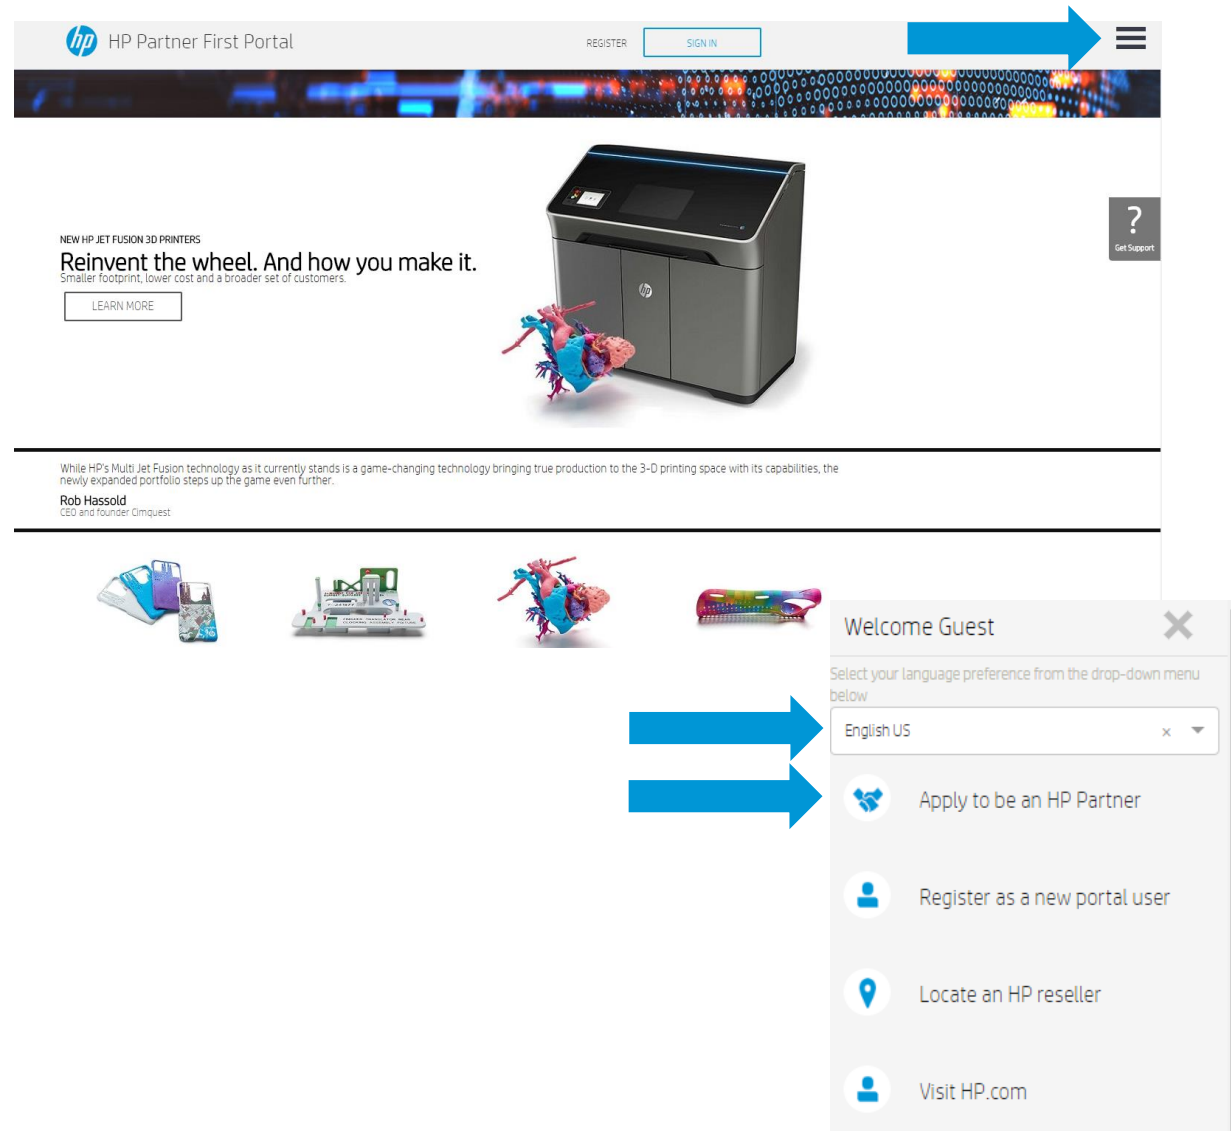 hp HP Partner First Portal REGISTER SIGN IN
?
Get Support
NEW HP JET FUSION 3D PRINTERS
Reinvent the wheel. And how you make it.
Smaller footprint, lower cost and a broader set of customers.
LEARN MORE
hp
While HP's Multi Jet Fusion technology as it currently stands is a game-changing technology bringing true production to the 3-D printing space with its capabilities, the
newly expanded portfolio steps up the game even further.
Rob Hassold
CEO and founder Cimquest
Welcome Guest
Select your language preference from the drop-down menu
below
English US ×
Apply to be an HP Partner
Register as a new portal user
Locate an HP reseller
Visit HP.com